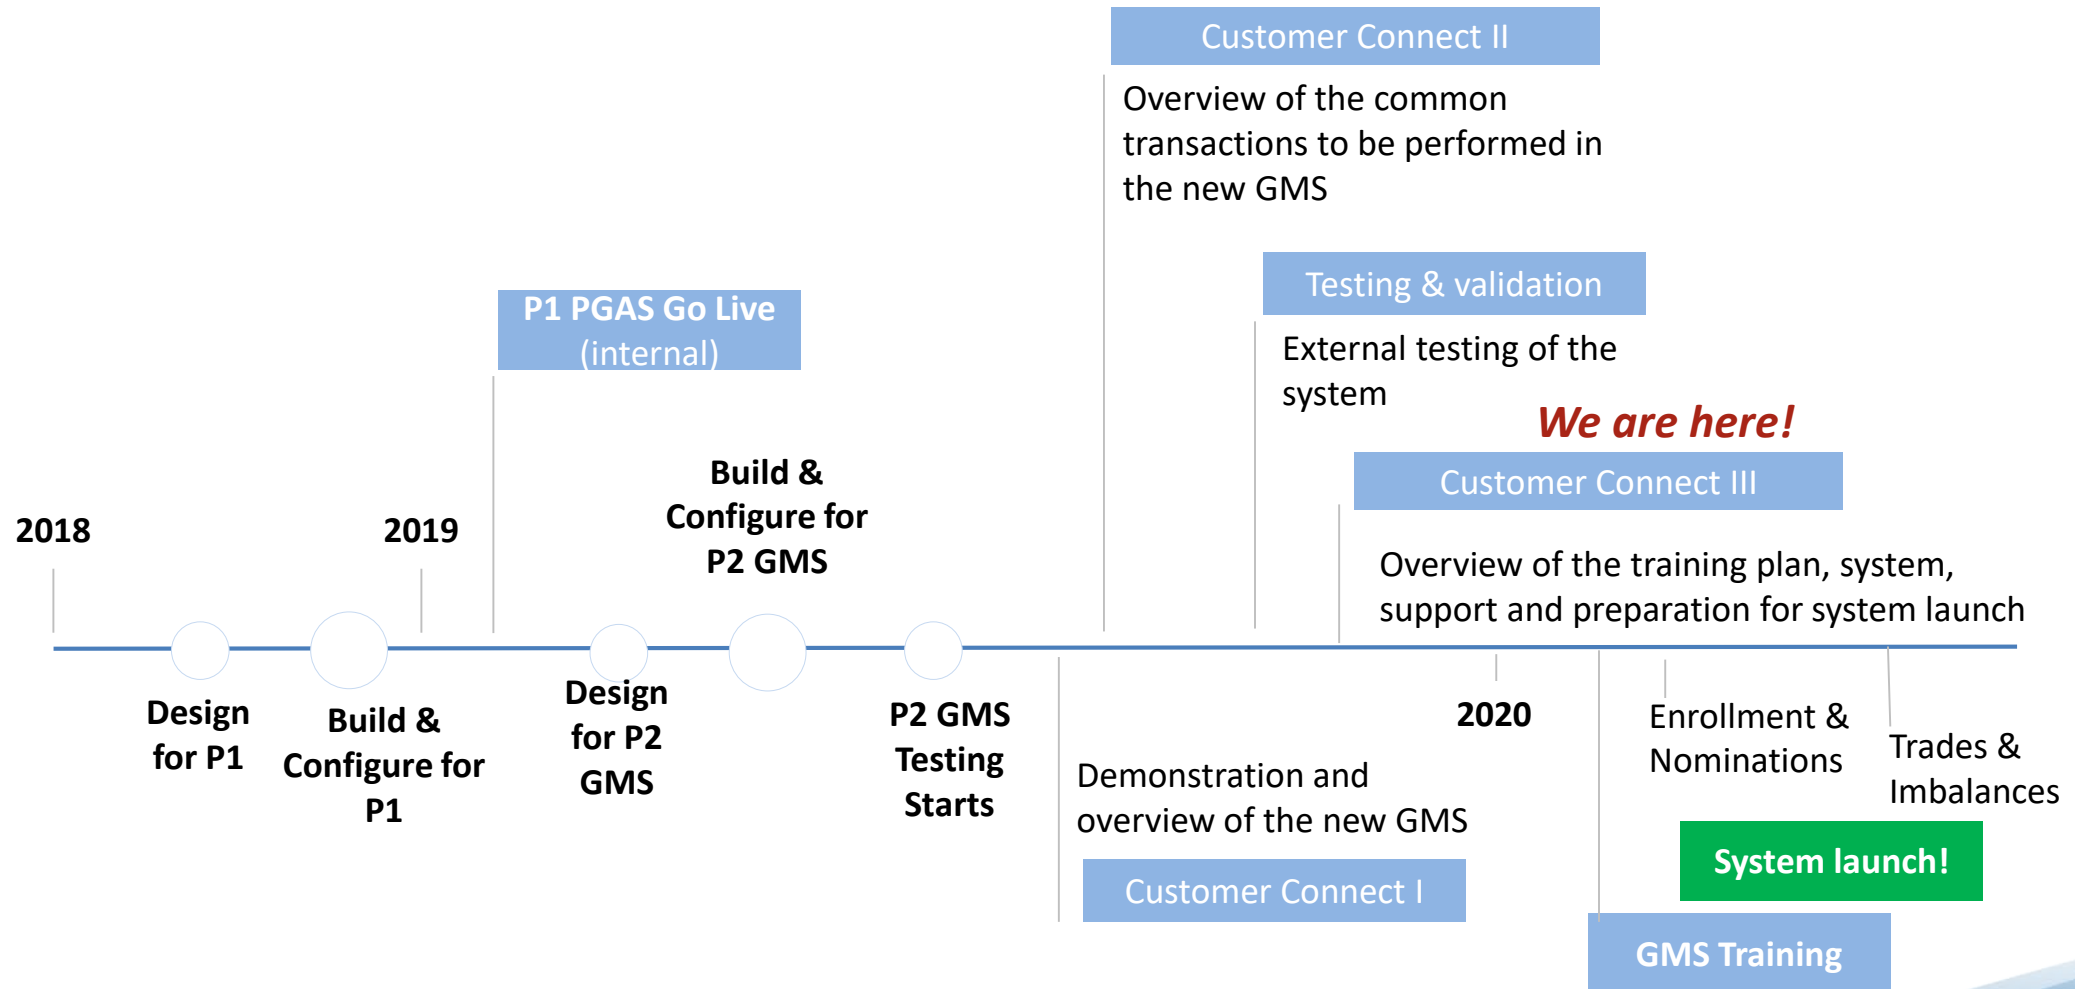 Customer Connect II
Overview of the common
transactions to be performed in
the new GMS
Testing & validation
External testing of the
system
P1 PGAS Go Live
(internal)
We are here!
Customer Connect III
Overview of the training plan, system,
support and preparation for system launch
Build &
Configure for
P2 GMS
2018
2019
Design
for P1
Build &
Configure for
P1
Design
for P2
GMS
P2 GMS
Testing
Starts
2020
Demonstration and
overview of the new GMS
Customer Connect I
Enrollment &
Nominations
Trades &
Imbalances
System launch!
GMS Training